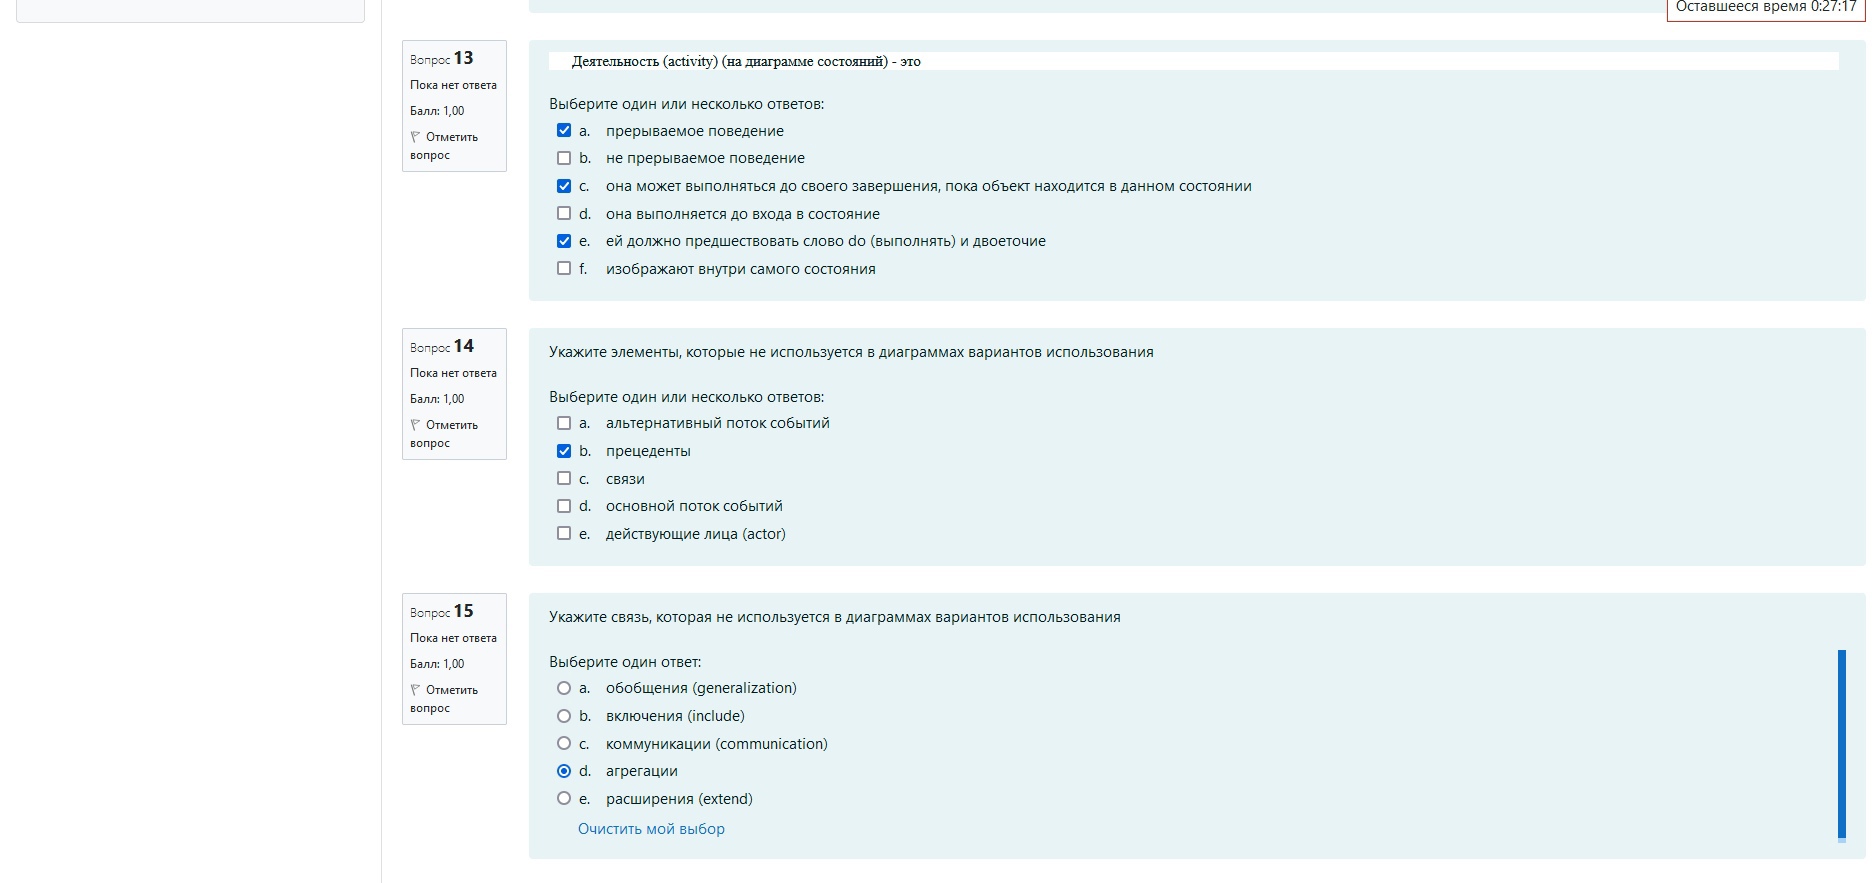 Оставшееся время 0:27:17
Вопрос 13
Пока нет ответа
Балл: 1,00
Отметить
вопрос
Деятельность (activity) (на диаграмме состояний) - это
Выберите один или несколько ответов:
a. прерываемое поведение
b. не прерываемое поведение
c. она может выполняться до своего завершения, пока объект находится в данном состоянии
d. она выполняется до входа в состояние
e. ей должно предшествовать слово do (выполнять) и двоеточие
f. изображают внутри самого состояния
Вопрос 14
Пока нет ответа
Балл: 1,00
Отметить
вопрос
Укажите элементы, которые не используется в диаграммах вариантов использования
Выберите один или несколько ответов:
a. альтернативный поток событий
b. прецеденты
c. связи
d. основной поток событий
e. действующие лица (actor)
Вопрос 15
Пока нет ответа
Балл: 1,00
Отметить
вопрос
Укажите связь, которая не используется в диаграммах вариантов использования
Выберите один ответ:
a. обобщения (generalization)
b. включения (include)
c. коммуникации (communication)
d. агрегации
e. расширения (extend)
Очистить мой выбор